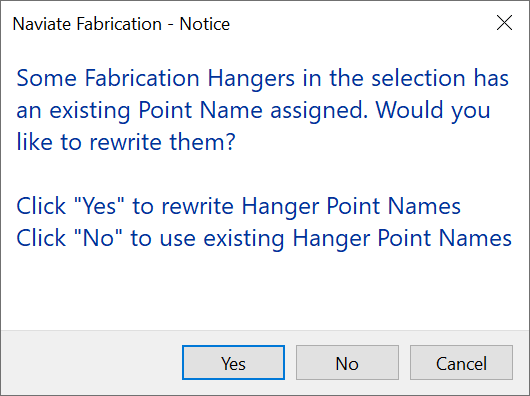 Naviate Fabrication - Notice
Some Fabrication Hangers in the selection has
an existing Point Name assigned. Would you
like to rewrite them?
Click "Yes" to rewrite Hanger Point Names
Click "No" to use existing Hanger Point Names
Yes
No
Cancel